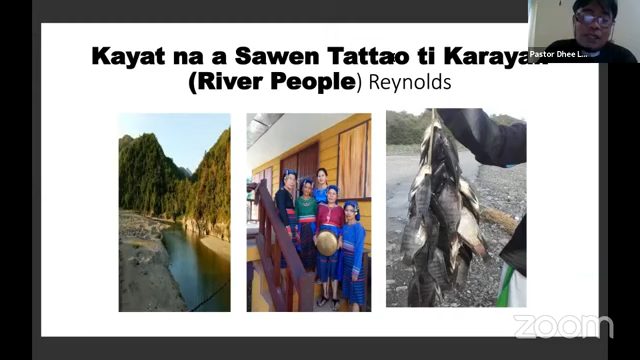 Kayat na a Sawen Tattao ti Karayan
(River People) Reynolds
Pastor Dhee L...
zoom